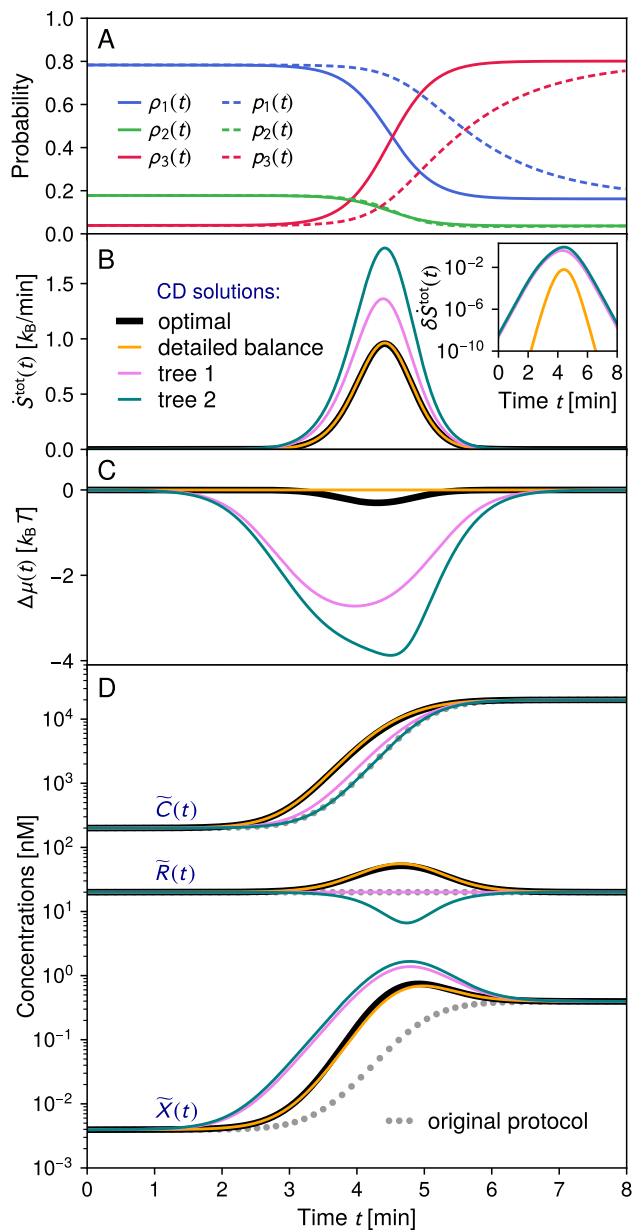 A
Probability
1.0
0.8
0.6
0.4
0.2
0.0
ρ₁(t)
ρ₂(t)
ρ₃(t)
p₁(t)
p₂(t)
p₃(t)
B
Ṡᵗᵒᵗ(t) [k_B/min]
1.5
1.0
0.5
0.0
CD solutions:
optimal
detailed balance
tree 1
tree 2
δṠᵗᵒᵗ(t)
10⁻²
10⁻⁶
10⁻¹⁰
0 2 4 6 8
Time t [min]
C
Δμ(t) [k_B T]
0
−2
−4
D
Concentrations [nM]
10⁴
10³
10²
10¹
10⁰
10⁻¹
10⁻²
10⁻³
C̃(t)
R̃(t)
X̃(t)
original protocol
0 1 2 3 4 5 6 7 8
Time t [min]